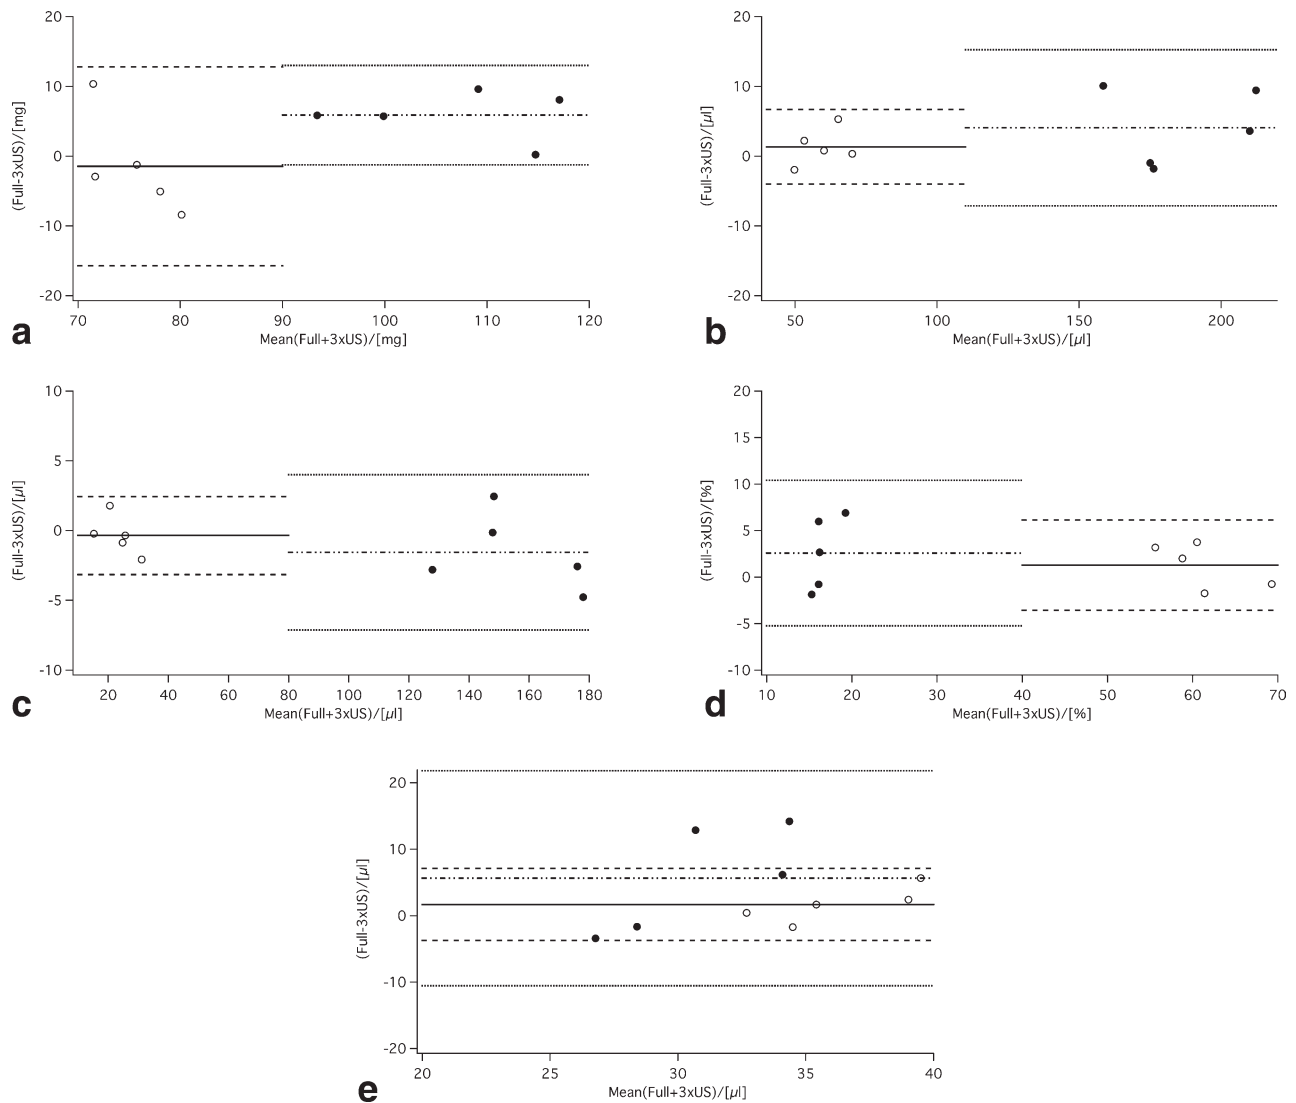 20
10
0
-10
-20
(Full-3xUS)/[mg]
70 80 90 100 110 120
Mean(Full+3xUS)/[mg]
a
20
10
0
-10
-20
(Full-3xUS)/[µl]
50 100 150 200
Mean(Full+3xUS)/[µl]
b
10
5
0
-5
-10
(Full-3xUS)/[µl]
20 40 60 80 100 120 140 160 180
Mean(Full+3xUS)/[µl]
c
20
15
10
5
0
-5
-10
(Full-3xUS)/[%]
10 20 30 40 50 60 70
Mean(Full+3xUS)/[%]
d
20
10
0
-10
-20
(Full-3xUS)/[µl]
20 25 30 35 40
Mean(Full+3xUS)/[µl]
e